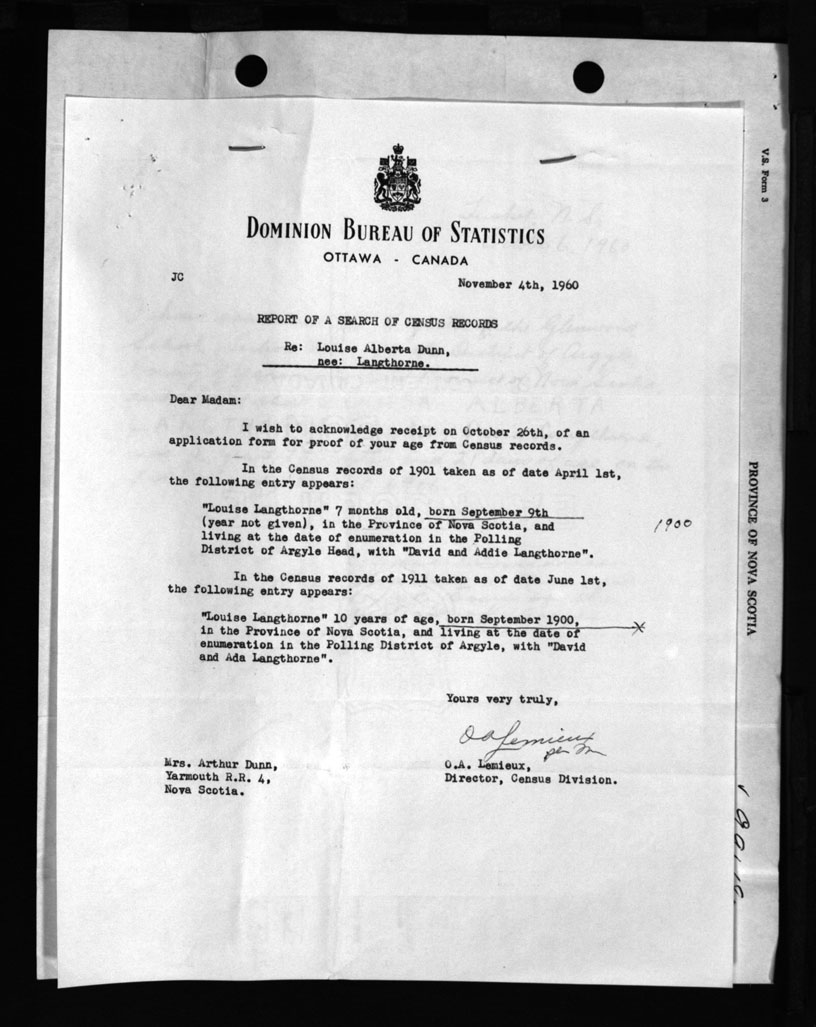 V.S. Form 3
DOMINION BUREAU OF STATISTICS
OTTAWA - CANADA
JC
November 4th, 1960
REPORT OF A SEARCH OF CENSUS RECORDS
Re: Louise Alberta Dunn,
nee: Langthorne.
Dear Madam:
I wish to acknowledge receipt on October 26th, of an
application form for proof of your age from Census records.
In the Census records of 1901 taken as of date April 1st,
the following entry appears:
"Louise Langthorne" 7 months old, born September 9th
(year not given), in the Province of Nova Scotia, and
living at the date of enumeration in the Polling
District of Argyle Head, with "David and Addie Langthorne".
1900
In the Census records of 1911 taken as of date June 1st,
the following entry appears:
"Louise Langthorne" 10 years of age, born September 1900,
in the Province of Nova Scotia, and living at the date of
enumeration in the Polling District of Argyle, with "David
and Ada Langthorne".
Yours very truly,
O A Lemieux
per
O.A. Lemieux,
Director, Census Division.
Mrs. Arthur Dunn,
Yarmouth R.R. 4,
Nova Scotia.
PROVINCE OF NOVA SCOTIA